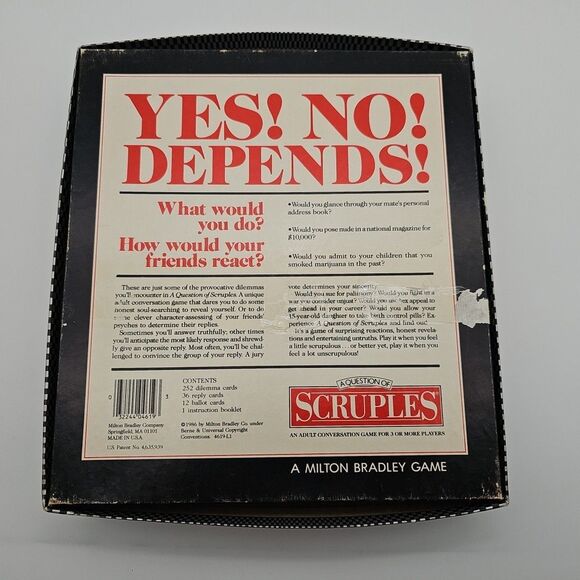 YES! NO!
DEPENDS!
What would
you do?
How would your
friends react?
•Would you glance through your mate's personal
address book?
•Would you pose nude in a national magazine for
$10,000?
•Would you admit to your children that you
smoked marijuana in the past?
These are just some of the provocative dilemmas
you'll encounter in A Question of Scruples. A unique
adult conversation game that dares you to do some
honest soul-searching to reveal yourself. Or to do
some clever character-assessing of your friends'
psyches to determine their replies.
Sometimes you'll answer truthfully; other times
you'll anticipate the most likely response and shrewd-
ly give an opposite reply. Most often, you'll be chal-
lenged to convince the group of your reply. A jury
vote determines your sincerity.
Would you sue for palimony? Would you fight in a
war you consider unjust? Would you use sex appeal to
get ahead in your career? Would you allow your
15-year-old daughter to take birth control pills? Ex-
perience A Question of Scruples and find out!
It's a game of surprising reactions, honest revela-
tions and entertaining untruths. Play it when you feel
a little scrupulous... or better yet, play it when you
feel a lot unscrupulous!
0 32244 04619 3
Milton Bradley Company
Springfield, MA 01101
MADE IN U.S.A.
U.S. Patent No. 4,635,939
CONTENTS
252 dilemma cards
36 reply cards
12 ballot cards
1 instruction booklet
©1986 by Milton Bradley Co. under
Berne & Universal Copyright
Conventions 4619-L1
A QUESTION OF
SCRUPLES
AN ADULT CONVERSATION GAME FOR 3 OR MORE PLAYERS
A MILTON BRADLEY GAME